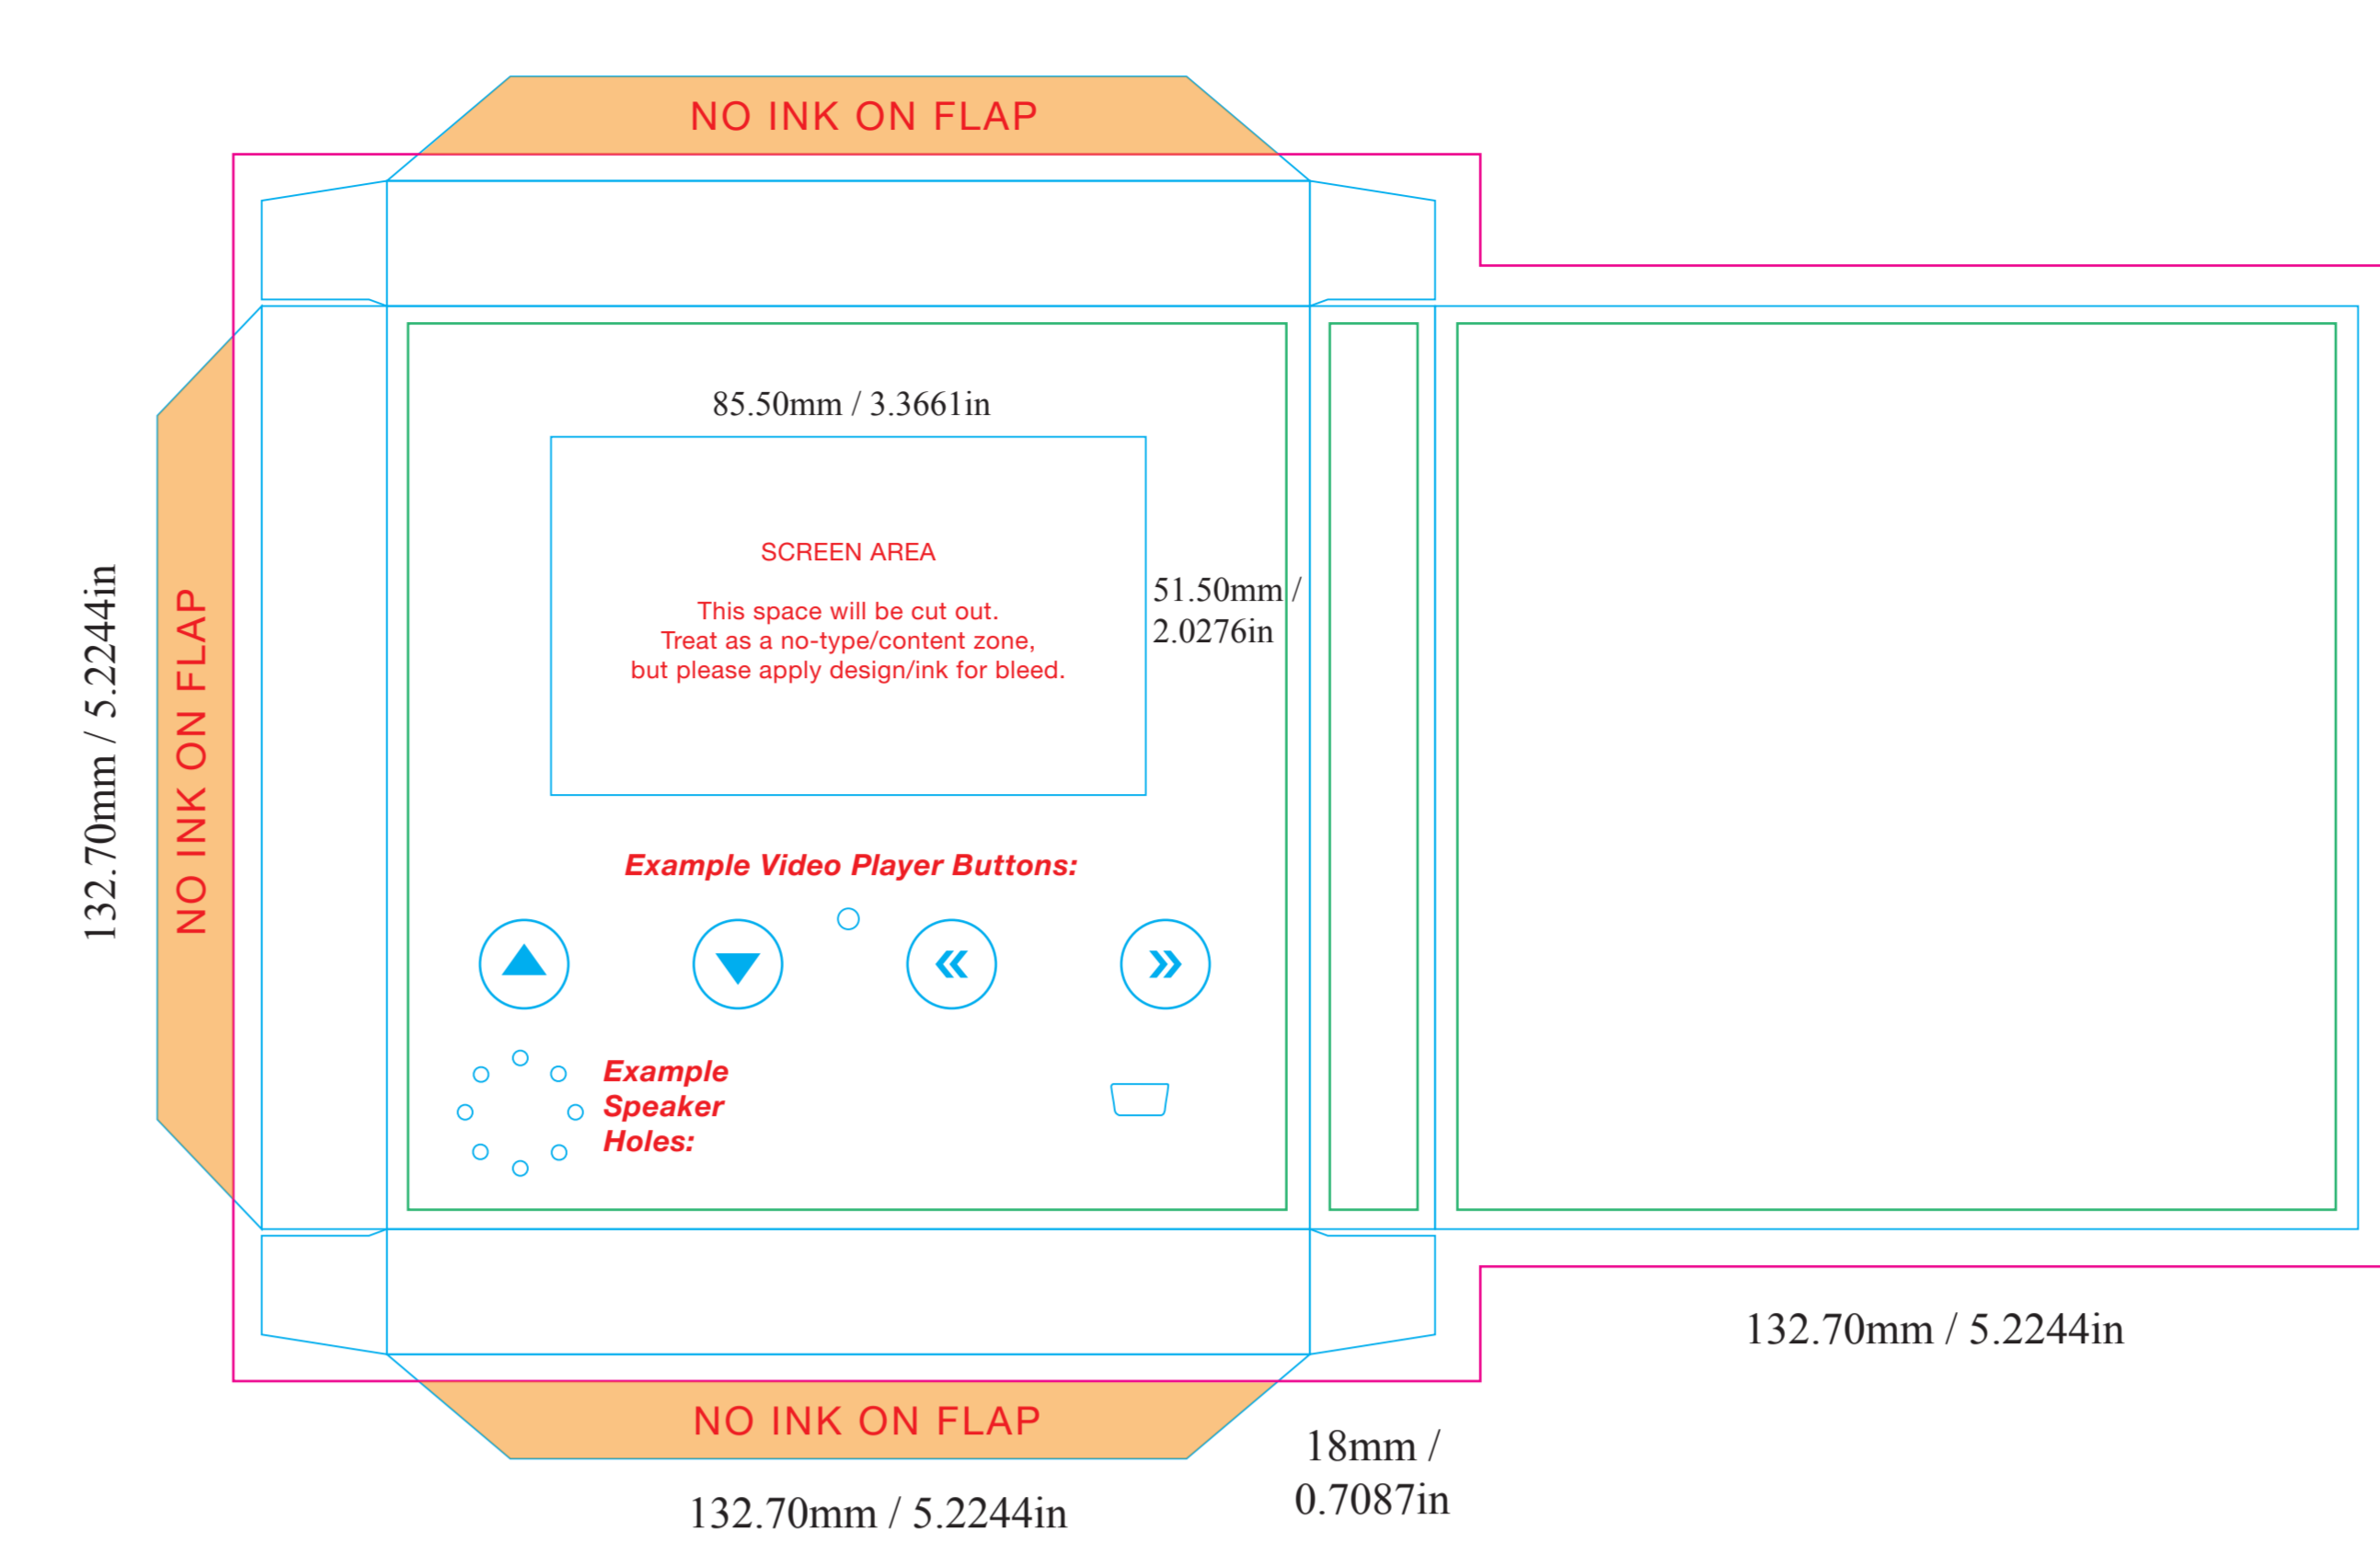 NO INK ON FLAP
85.50mm / 3.3661in
SCREEN AREA
This space will be cut out.
Treat as a no-type/content zone,
but please apply design/ink for bleed.
51.50mm /
2.0276in
132.70mm / 5.2244in
NO INK ON FLAP
Example Video Player Buttons:
Example
Speaker
Holes:
NO INK ON FLAP
132.70mm / 5.2244in
18mm /
0.7087in
132.70mm / 5.2244in